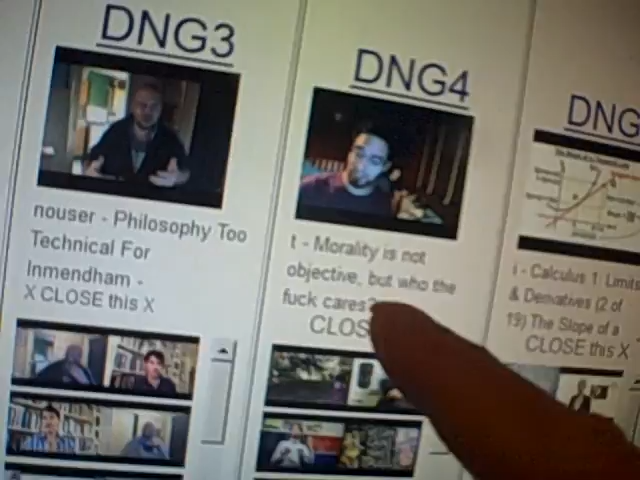 DNG3
nouser - Philosophy Too
Technical For
Inmendham -
X CLOSE this X
DNG4
t - Morality is not
objective, but who the
fuck cares?
CLOS
DNG
i - Calculus 1 Limits
& Derivatives (2 of
19) The Slope of a
CLOSE this X